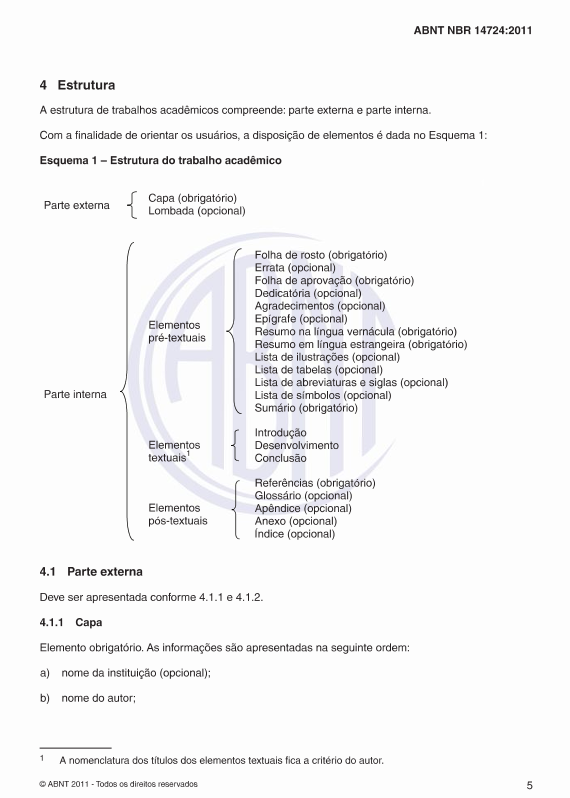 ABNT NBR 14724:2011
4 Estrutura
A estrutura de trabalhos acadêmicos compreende: parte externa e parte interna.
Com a finalidade de orientar os usuários, a disposição de elementos é dada no Esquema 1:
Esquema 1 – Estrutura do trabalho acadêmico
Parte externa
Capa (obrigatório)
Lombada (opcional)
Parte interna
Elementos
pré-textuais
Folha de rosto (obrigatório)
Errata (opcional)
Folha de aprovação (obrigatório)
Dedicatória (opcional)
Agradecimentos (opcional)
Epígrafe (opcional)
Resumo na língua vernácula (obrigatório)
Resumo em língua estrangeira (obrigatório)
Lista de ilustrações (opcional)
Lista de tabelas (opcional)
Lista de abreviaturas e siglas (opcional)
Lista de símbolos (opcional)
Sumário (obrigatório)
Elementos
textuais¹
Introdução
Desenvolvimento
Conclusão
Elementos
pós-textuais
Referências (obrigatório)
Glossário (opcional)
Apêndice (opcional)
Anexo (opcional)
Índice (opcional)
ABNT
4.1 Parte externa
Deve ser apresentada conforme 4.1.1 e 4.1.2.
4.1.1 Capa
Elemento obrigatório. As informações são apresentadas na seguinte ordem:
a) nome da instituição (opcional);
b) nome do autor;
1 A nomenclatura dos títulos dos elementos textuais fica a critério do autor.
© ABNT 2011 - Todos os direitos reservados
5